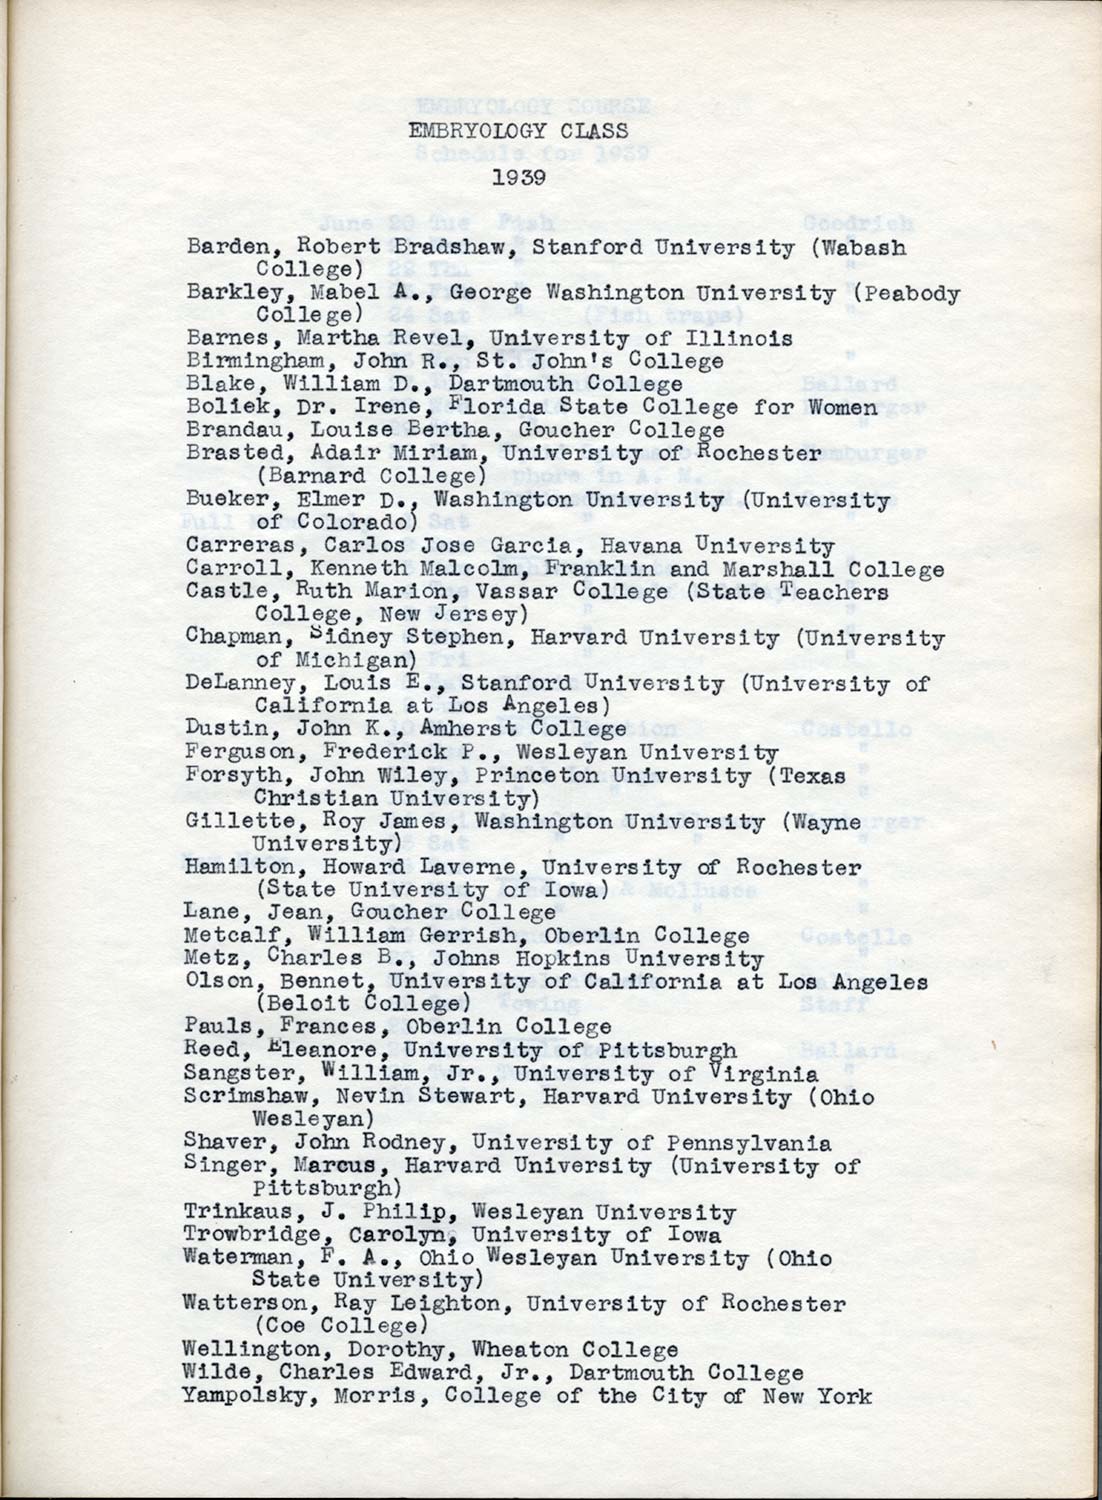 EMBRYOLOGY CLASS
1939
Barden, Robert Bradshaw, Stanford University (Wabash
College)
Barkley, Mabel A., George Washington University (Peabody
College)
Barnes, Martha Revel, University of Illinois
Birmingham, John R., St. John's College
Blake, William D., Dartmouth College
Boliek, Dr. Irene, Florida State College for Women
Brandau, Louise Bertha, Goucher College
Brasted, Adair Miriam, University of Rochester
(Barnard College)
Bueker, Elmer D., Washington University (University
of Colorado)
Carreras, Carlos Jose Garcia, Havana University
Carroll, Kenneth Malcolm, Franklin and Marshall College
Castle, Ruth Marion, Vassar College (State Teachers
College, New Jersey)
Chapman, Sidney Stephen, Harvard University (University
of Michigan)
DeLanney, Louis E., Stanford University (University of
California at Los Angeles)
Dustin, John K., Amherst College
Ferguson, Frederick P., Wesleyan University
Forsyth, John Wiley, Princeton University (Texas
Christian University)
Gillette, Roy James, Washington University (Wayne
University)
Hamilton, Howard Laverne, University of Rochester
(State University of Iowa)
Lane, Jean, Goucher College
Metcalf, William Gerrish, Oberlin College
Metz, Charles B., Johns Hopkins University
Olson, Bennet, University of California at Los Angeles
(Beloit College)
Pauls, Frances, Oberlin College
Reed, Eleanore, University of Pittsburgh
Sangster, William, Jr., University of Virginia
Scrimshaw, Nevin Stewart, Harvard University (Ohio
Wesleyan)
Shaver, John Rodney, University of Pennsylvania
Singer, Marcus, Harvard University (University of
Pittsburgh)
Trinkaus, J. Philip, Wesleyan University
Trowbridge, Carolyn, University of Iowa
Waterman, F. A., Ohio Wesleyan University (Ohio
State University)
Watterson, Ray Leighton, University of Rochester
(Coe College)
Wellington, Dorothy, Wheaton College
Wilde, Charles Edward, Jr., Dartmouth College
Yampolsky, Morris, College of the City of New York